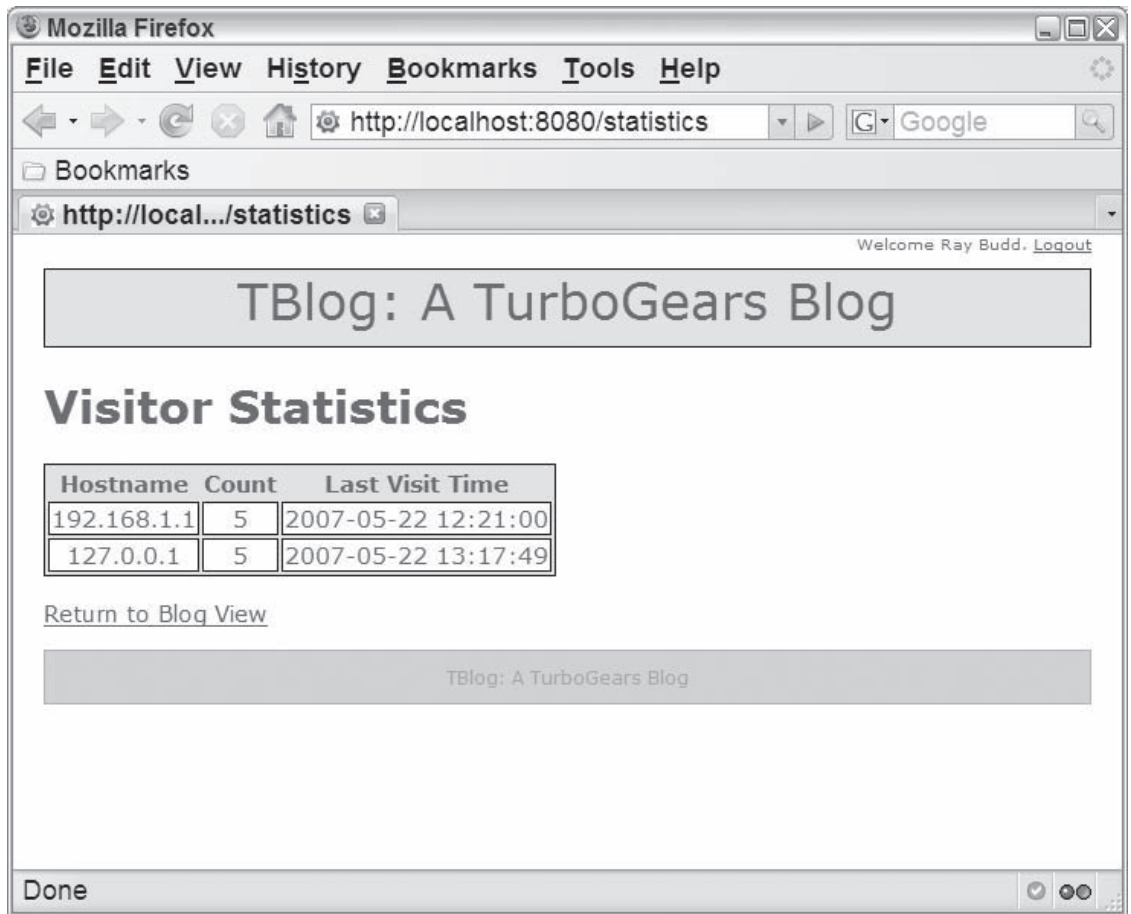 Mozilla Firefox
File Edit View History Bookmarks Tools Help
http://localhost:8080/statistics G Google
Bookmarks
http://local.../statistics
Welcome Ray Budd. Logout
TBlog: A TurboGears Blog
Visitor Statistics
Hostname Count Last Visit Time
192.168.1.1 5 2007-05-22 12:21:00
127.0.0.1 5 2007-05-22 13:17:49
Return to Blog View
TBlog: A TurboGears Blog
Done